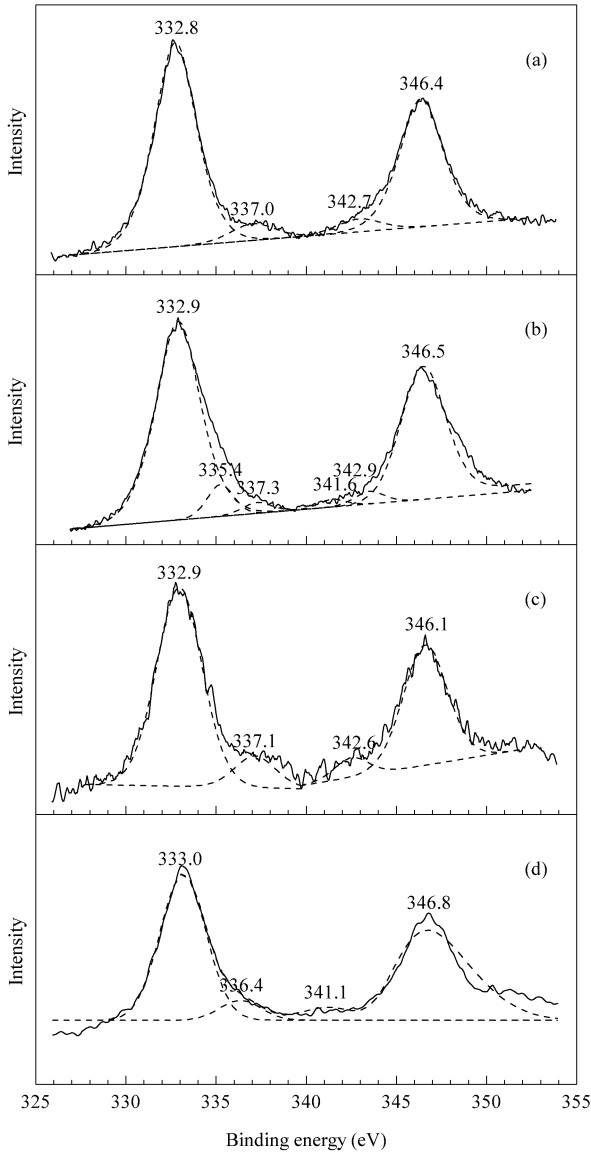 332.8
(a)
346.4
Intensity
337.0
342.7
332.9
(b)
346.5
Intensity
335.4
337.3
341.6
342.9
332.9
(c)
346.1
Intensity
337.1
342.6
333.0
(d)
346.8
Intensity
336.4
341.1
325 330 335 340 345 350 355
Binding energy (eV)